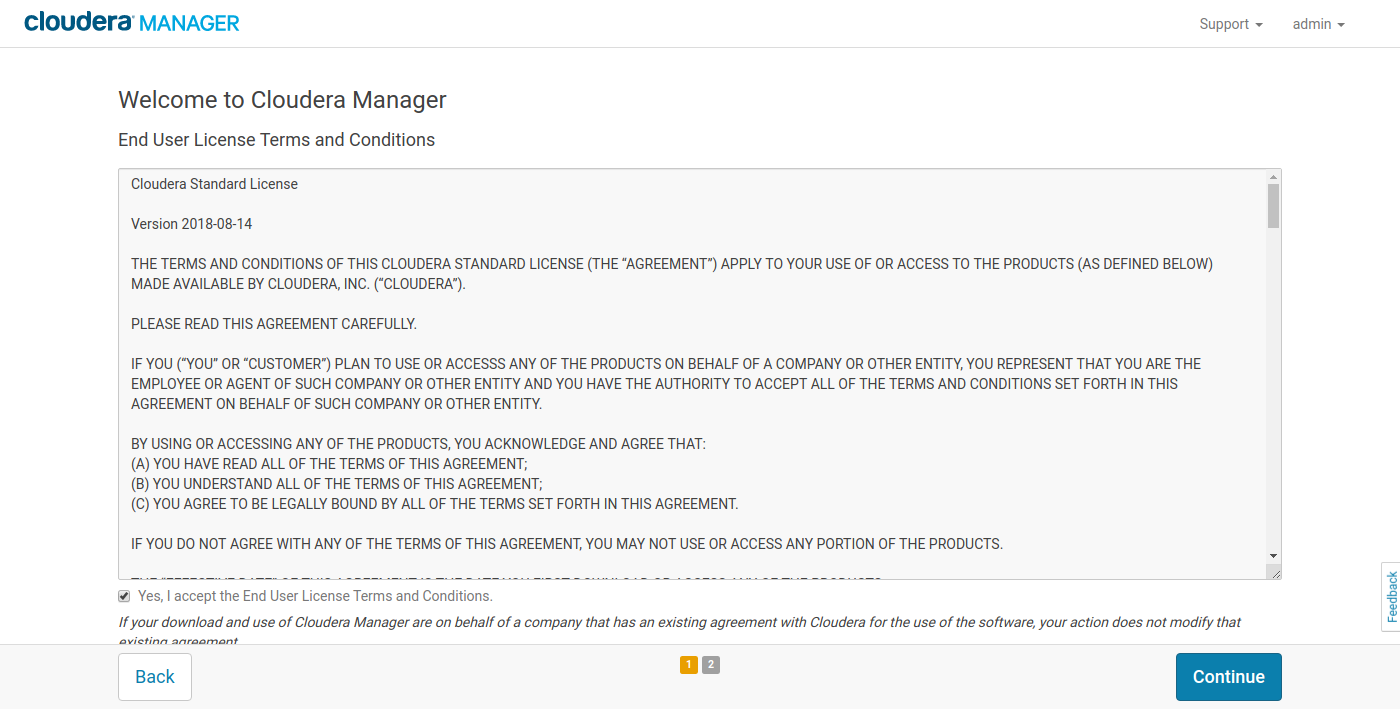 cloudera MANAGER
Support
admin
Welcome to Cloudera Manager
End User License Terms and Conditions
Cloudera Standard License
Version 2018-08-14
THE TERMS AND CONDITIONS OF THIS CLOUDERA STANDARD LICENSE (THE “AGREEMENT”) APPLY TO YOUR USE OF OR ACCESS TO THE PRODUCTS (AS DEFINED BELOW)
MADE AVAILABLE BY CLOUDERA, INC. (“CLOUDERA”).
PLEASE READ THIS AGREEMENT CAREFULLY.
IF YOU (“YOU” OR “CUSTOMER”) PLAN TO USE OR ACCESSS ANY OF THE PRODUCTS ON BEHALF OF A COMPANY OR OTHER ENTITY, YOU REPRESENT THAT YOU ARE THE
EMPLOYEE OR AGENT OF SUCH COMPANY OR OTHER ENTITY AND YOU HAVE THE AUTHORITY TO ACCEPT ALL OF THE TERMS AND CONDITIONS SET FORTH IN THIS
AGREEMENT ON BEHALF OF SUCH COMPANY OR OTHER ENTITY.
BY USING OR ACCESSING ANY OF THE PRODUCTS, YOU ACKNOWLEDGE AND AGREE THAT:
(A) YOU HAVE READ ALL OF THE TERMS OF THIS AGREEMENT;
(B) YOU UNDERSTAND ALL OF THE TERMS OF THIS AGREEMENT;
(C) YOU AGREE TO BE LEGALLY BOUND BY ALL OF THE TERMS SET FORTH IN THIS AGREEMENT.
IF YOU DO NOT AGREE WITH ANY OF THE TERMS OF THIS AGREEMENT, YOU MAY NOT USE OR ACCESS ANY PORTION OF THE PRODUCTS.
Yes, I accept the End User License Terms and Conditions.
If your download and use of Cloudera Manager are on behalf of a company that has an existing agreement with Cloudera for the use of the software, your action does not modify that
existing agreement.
Feedback
Back
1 2
Continue